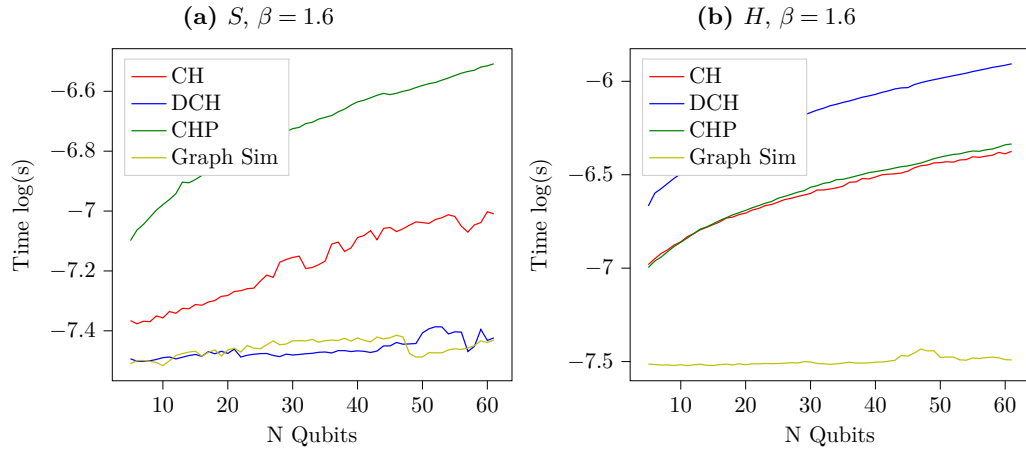 (a) S, β = 1.6
−6.6
−6.8
−7
−7.2
−7.4
Time log(s)
CH
DCH
CHP
Graph Sim
10 20 30 40 50 60
N Qubits
(b) H, β = 1.6
−6
−6.5
−7
−7.5
Time log(s)
CH
DCH
CHP
Graph Sim
10 20 30 40 50 60
N Qubits